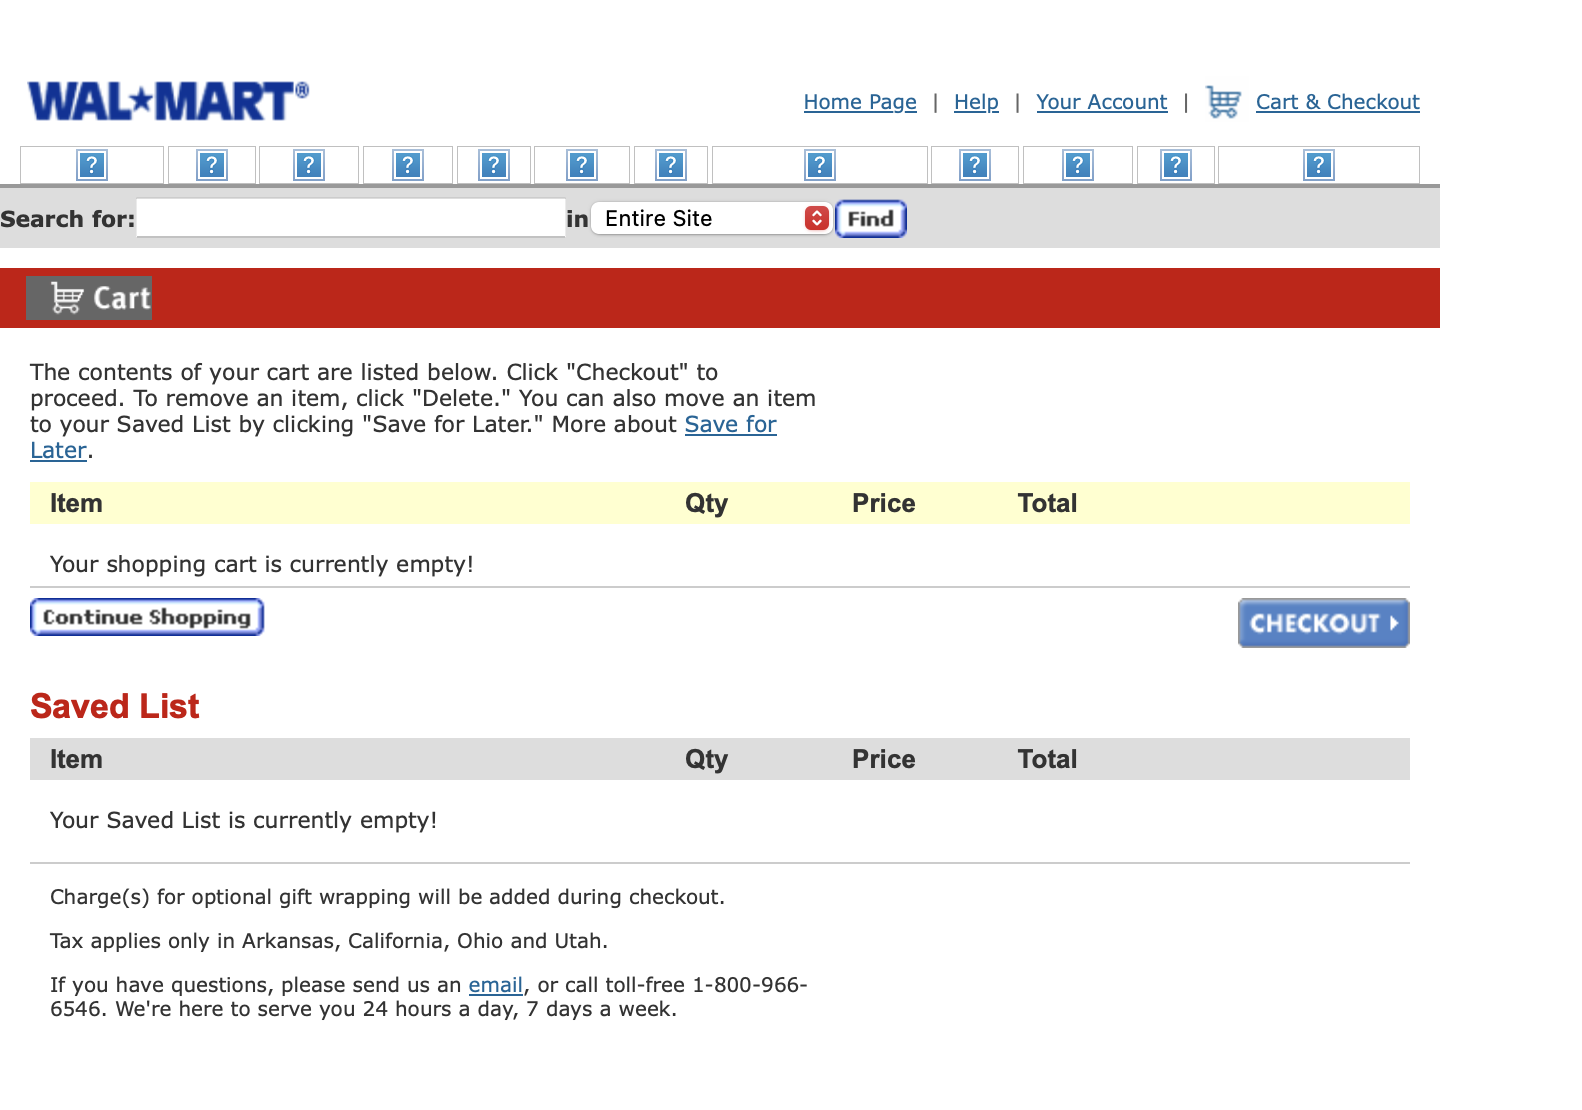 WAL★MART®
Home Page | Help | Your Account | Cart & Checkout
? ? ? ? ? ? ? ? ? ? ? ?
Search for: in Entire Site Find
Cart
The contents of your cart are listed below. Click "Checkout" to
proceed. To remove an item, click "Delete." You can also move an item
to your Saved List by clicking "Save for Later." More about Save for
Later.
Item Qty Price Total
Your shopping cart is currently empty!
Continue Shopping CHECKOUT
Saved List
Item Qty Price Total
Your Saved List is currently empty!
Charge(s) for optional gift wrapping will be added during checkout.
Tax applies only in Arkansas, California, Ohio and Utah.
If you have questions, please send us an email, or call toll-free 1-800-966-
6546. We're here to serve you 24 hours a day, 7 days a week.